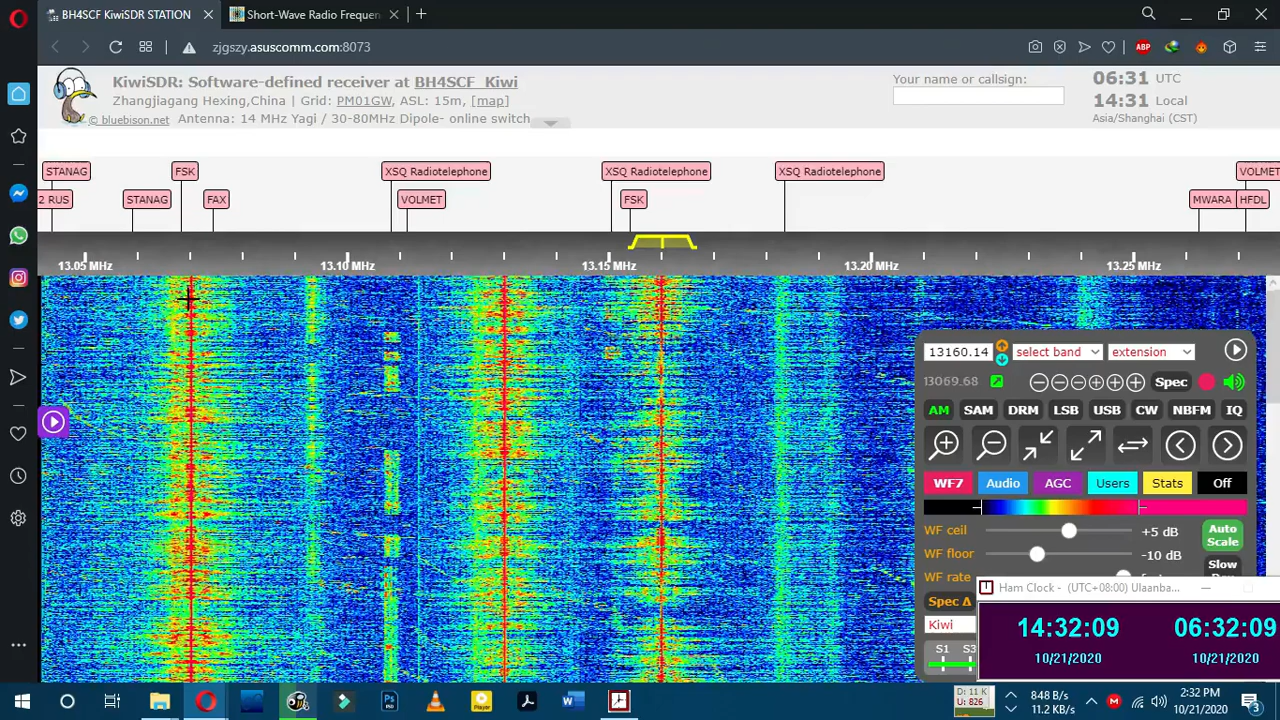 BH4SCF KiwiSDR STATION
Short-Wave Radio Frequen
zjgszy.asuscomm.com:8073
ABP
KiwiSDR: Software-defined receiver at BH4SCF_Kiwi
Zhangjiagang Hexing,China | Grid: PM01GW, ASL: 15m, [map]
© bluebison.net Antenna: 14 MHz Yagi / 30-80MHz Dipole- online switch
Your name or callsign:
06:31 UTC
14:31 Local
Asia/Shanghai (CST)
STANAG FSK XSQ Radiotelephone XSQ Radiotelephone XSQ Radiotelephone VOLMET
2 RUS STANAG FAX VOLMET FSK MWARA HFDL
13.05 MHz 13.10 MHz 13.15 MHz 13.20 MHz 13.25 MHz
13160.14 select band extension
13069.68 Spec
AM SAM DRM LSB USB CW NBFM IQ
WF7 Audio AGC Users Stats Off
WF ceil +5 dB Auto Scale
WF floor -10 dB
WF rate
Slow
Spec Δ
Kiwi
S1 S3
Ham Clock - (UTC+08:00) Ulaanba...
14:32:09 06:32:09
10/21/2020 10/21/2020
D: 11 K
U: 826
848 B/s
11.2 KB/s
2:32 PM
10/21/2020
3